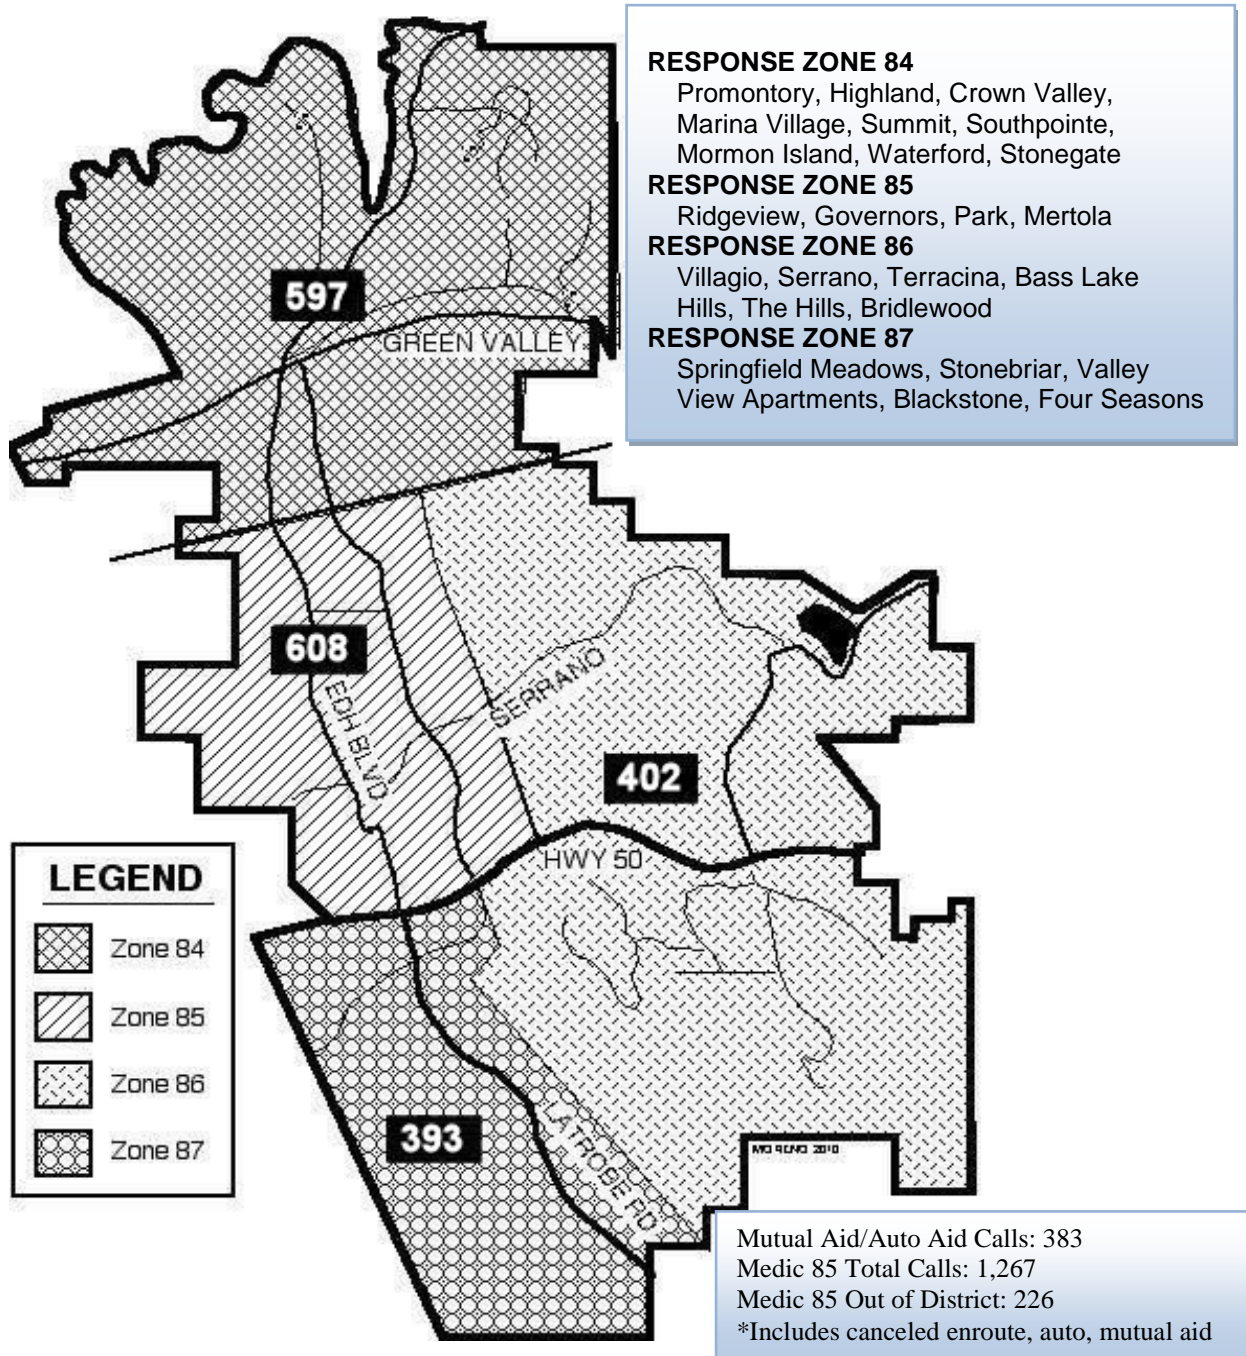 RESPONSE ZONE 84
Promontory, Highland, Crown Valley,
Marina Village, Summit, Southpointe,
Mormon Island, Waterford, Stonegate
RESPONSE ZONE 85
Ridgeview, Governors, Park, Mertola
RESPONSE ZONE 86
Villagio, Serrano, Terracina, Bass Lake
Hills, The Hills, Bridlewood
RESPONSE ZONE 87
Springfield Meadows, Stonebriar, Valley
View Apartments, Blackstone, Four Seasons
597
GREEN VALLEY
608
EDH BLVD
SERRANO
402
HWY 50
LEGEND
Zone 84
Zone 85
Zone 86
Zone 87
393
LATROBE RD
MORENO 2010
Mutual Aid/Auto Aid Calls: 383
Medic 85 Total Calls: 1,267
Medic 85 Out of District: 226
*Includes canceled enroute, auto, mutual aid